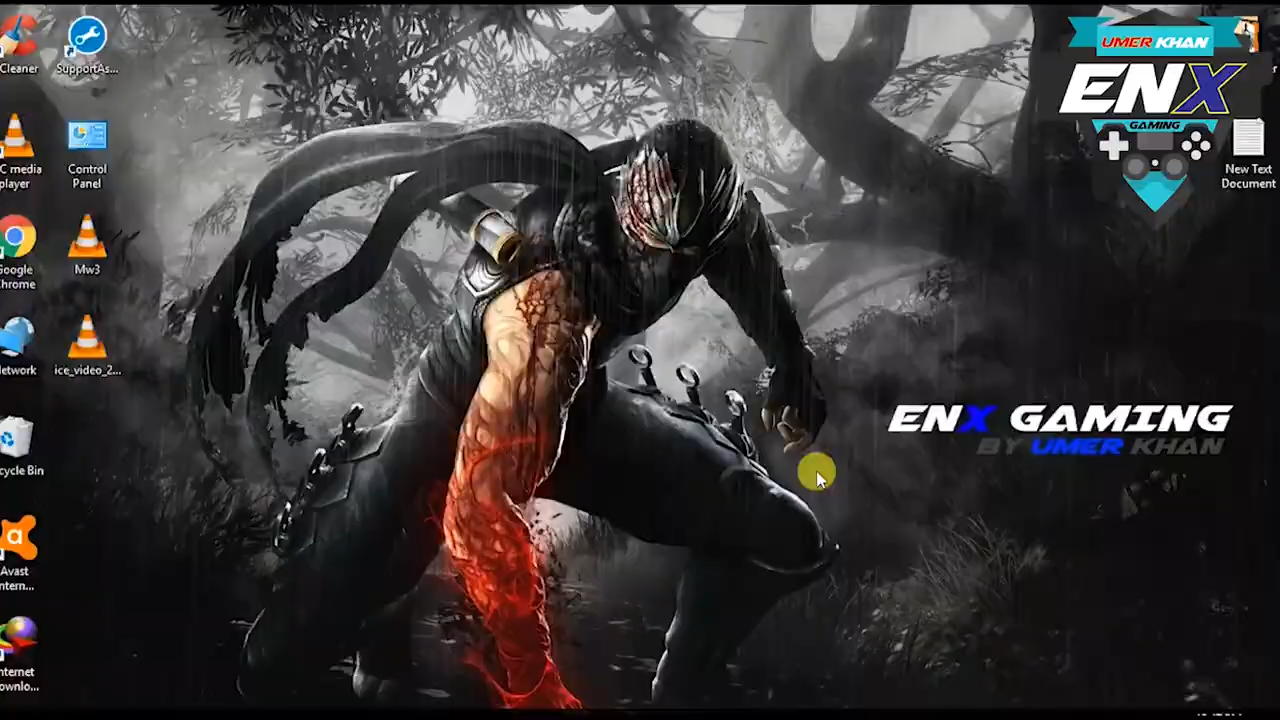 Cleaner
SupportAs...
C media
player
Control
Panel
Google
Chrome
Mw3
etwork
ice_video_2...
cycle Bin
a
Avast
ntern...
nternet
ownlo...
UMER KHAN
ENX
GAMING
New Text
Document
ENX GAMING
BY UMER KHAN